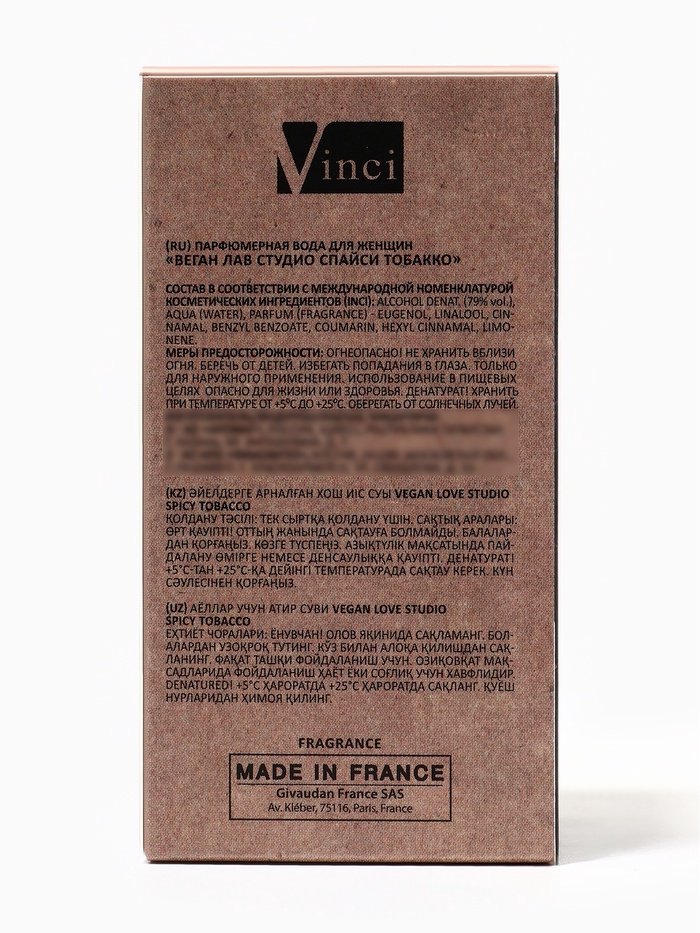 Vinci
(RU) ПАРФЮМЕРНАЯ ВОДА ДЛЯ ЖЕНЩИН
«ВЕГАН ЛАВ СТУДИО СПАЙСИ ТОБАККО»
СОСТАВ В СООТВЕТСТВИИ С МЕЖДУНАРОДНОЙ НОМЕНКЛАТУРОЙ
КОСМЕТИЧЕСКИХ ИНГРЕДИЕНТОВ (INCI): ALCOHOL DENAT. (79% vol.),
AQUA (WATER), PARFUM (FRAGRANCE) - EUGENOL, LINALOOL, CIN-
NAMAL, BENZYL BENZOATE, COUMARIN, HEXYL CINNAMAL, LIMO-
NENE.
МЕРЫ ПРЕДОСТОРОЖНОСТИ: ОГНЕОПАСНО! НЕ ХРАНИТЬ ВБЛИЗИ
ОГНЯ. БЕРЕЧЬ ОТ ДЕТЕЙ. ИЗБЕГАТЬ ПОПАДАНИЯ В ГЛАЗА. ТОЛЬКО
ДЛЯ НАРУЖНОГО ПРИМЕНЕНИЯ. ИСПОЛЬЗОВАНИЕ В ПИЩЕВЫХ
ЦЕЛЯХ ОПАСНО ДЛЯ ЖИЗНИ ИЛИ ЗДОРОВЬЯ. ДЕНАТУРАТ! ХРАНИТЬ
ПРИ ТЕМПЕРАТУРЕ ОТ +5°C ДО +25°C. ОБЕРЕГАТЬ ОТ СОЛНЕЧНЫХ ЛУЧЕЙ.
(KZ) ӘЙЕЛДЕРГЕ АРНАЛҒАН ХОШ ИІС СУЫ VEGAN LOVE STUDIO
SPICY TOBACCO
ҚОЛДАНУ ТӘСІЛІ: ТЕК СЫРТҚА ҚОЛДАНУ ҮШІН. САҚТЫҚ АРАЛАРЫ:
ӨРТ ҚАУІПТІ! ОТТЫҢ ЖАНЫНДА САҚТАУҒА БОЛМАЙДЫ. БАЛАЛАР-
ДАН ҚОРҒАҢЫЗ. КӨЗГЕ ТҮСПЕҢІЗ. АЗЫҚТҮЛІК МАҚСАТЫНДА ПАЙ-
ДАЛАНУ ӨМІРГЕ НЕМЕСЕ ДЕНСАУЛЫҚҚА ҚАУІПТІ. ДЕНАТУРАТ!
+5°C-ТАН +25°C-ҚА ДЕЙІНГІ ТЕМПЕРАТУРАДА САҚТАУ КЕРЕК. КҮН
СӘУЛЕСІНЕН ҚОРҒАҢЫЗ.
(UZ) АЁЛЛАР УЧУН АТИР СУВИ VEGAN LOVE STUDIO
SPICY TOBACCO
ЕҲТИЁТ ЧОРАЛАРИ: ЁНУВЧАН! ОЛОВ ЯҚИНИДА САҚЛАМАНГ. БОЛ-
АЛАРДАН УЗОҚРОҚ ТУТИНГ. КЎЗ БИЛАН АЛОҚА ҚИЛИШДАН САҚ-
ЛАНИНГ. ФАҚАТ ТАШҚИ ФОЙДАЛАНИШ УЧУН. ОЗИҚОВҚАТ МАҚ-
САДЛАРИДА ФОЙДАЛАНИШ ҲАЁТ ЁКИ СОҒЛИҚ УЧУН ХАВФЛИДИР.
DENATURED! +5°C ҲАРОРАТДА +25°C ҲАРОРАТДА САҚЛАНГ. ҚУЁШ
НУРЛАРИДАН ҲИМОЯ ҚИЛИНГ.
FRAGRANCE
MADE IN FRANCE
Givaudan France SAS
Av. Kléber, 75116, Paris, France